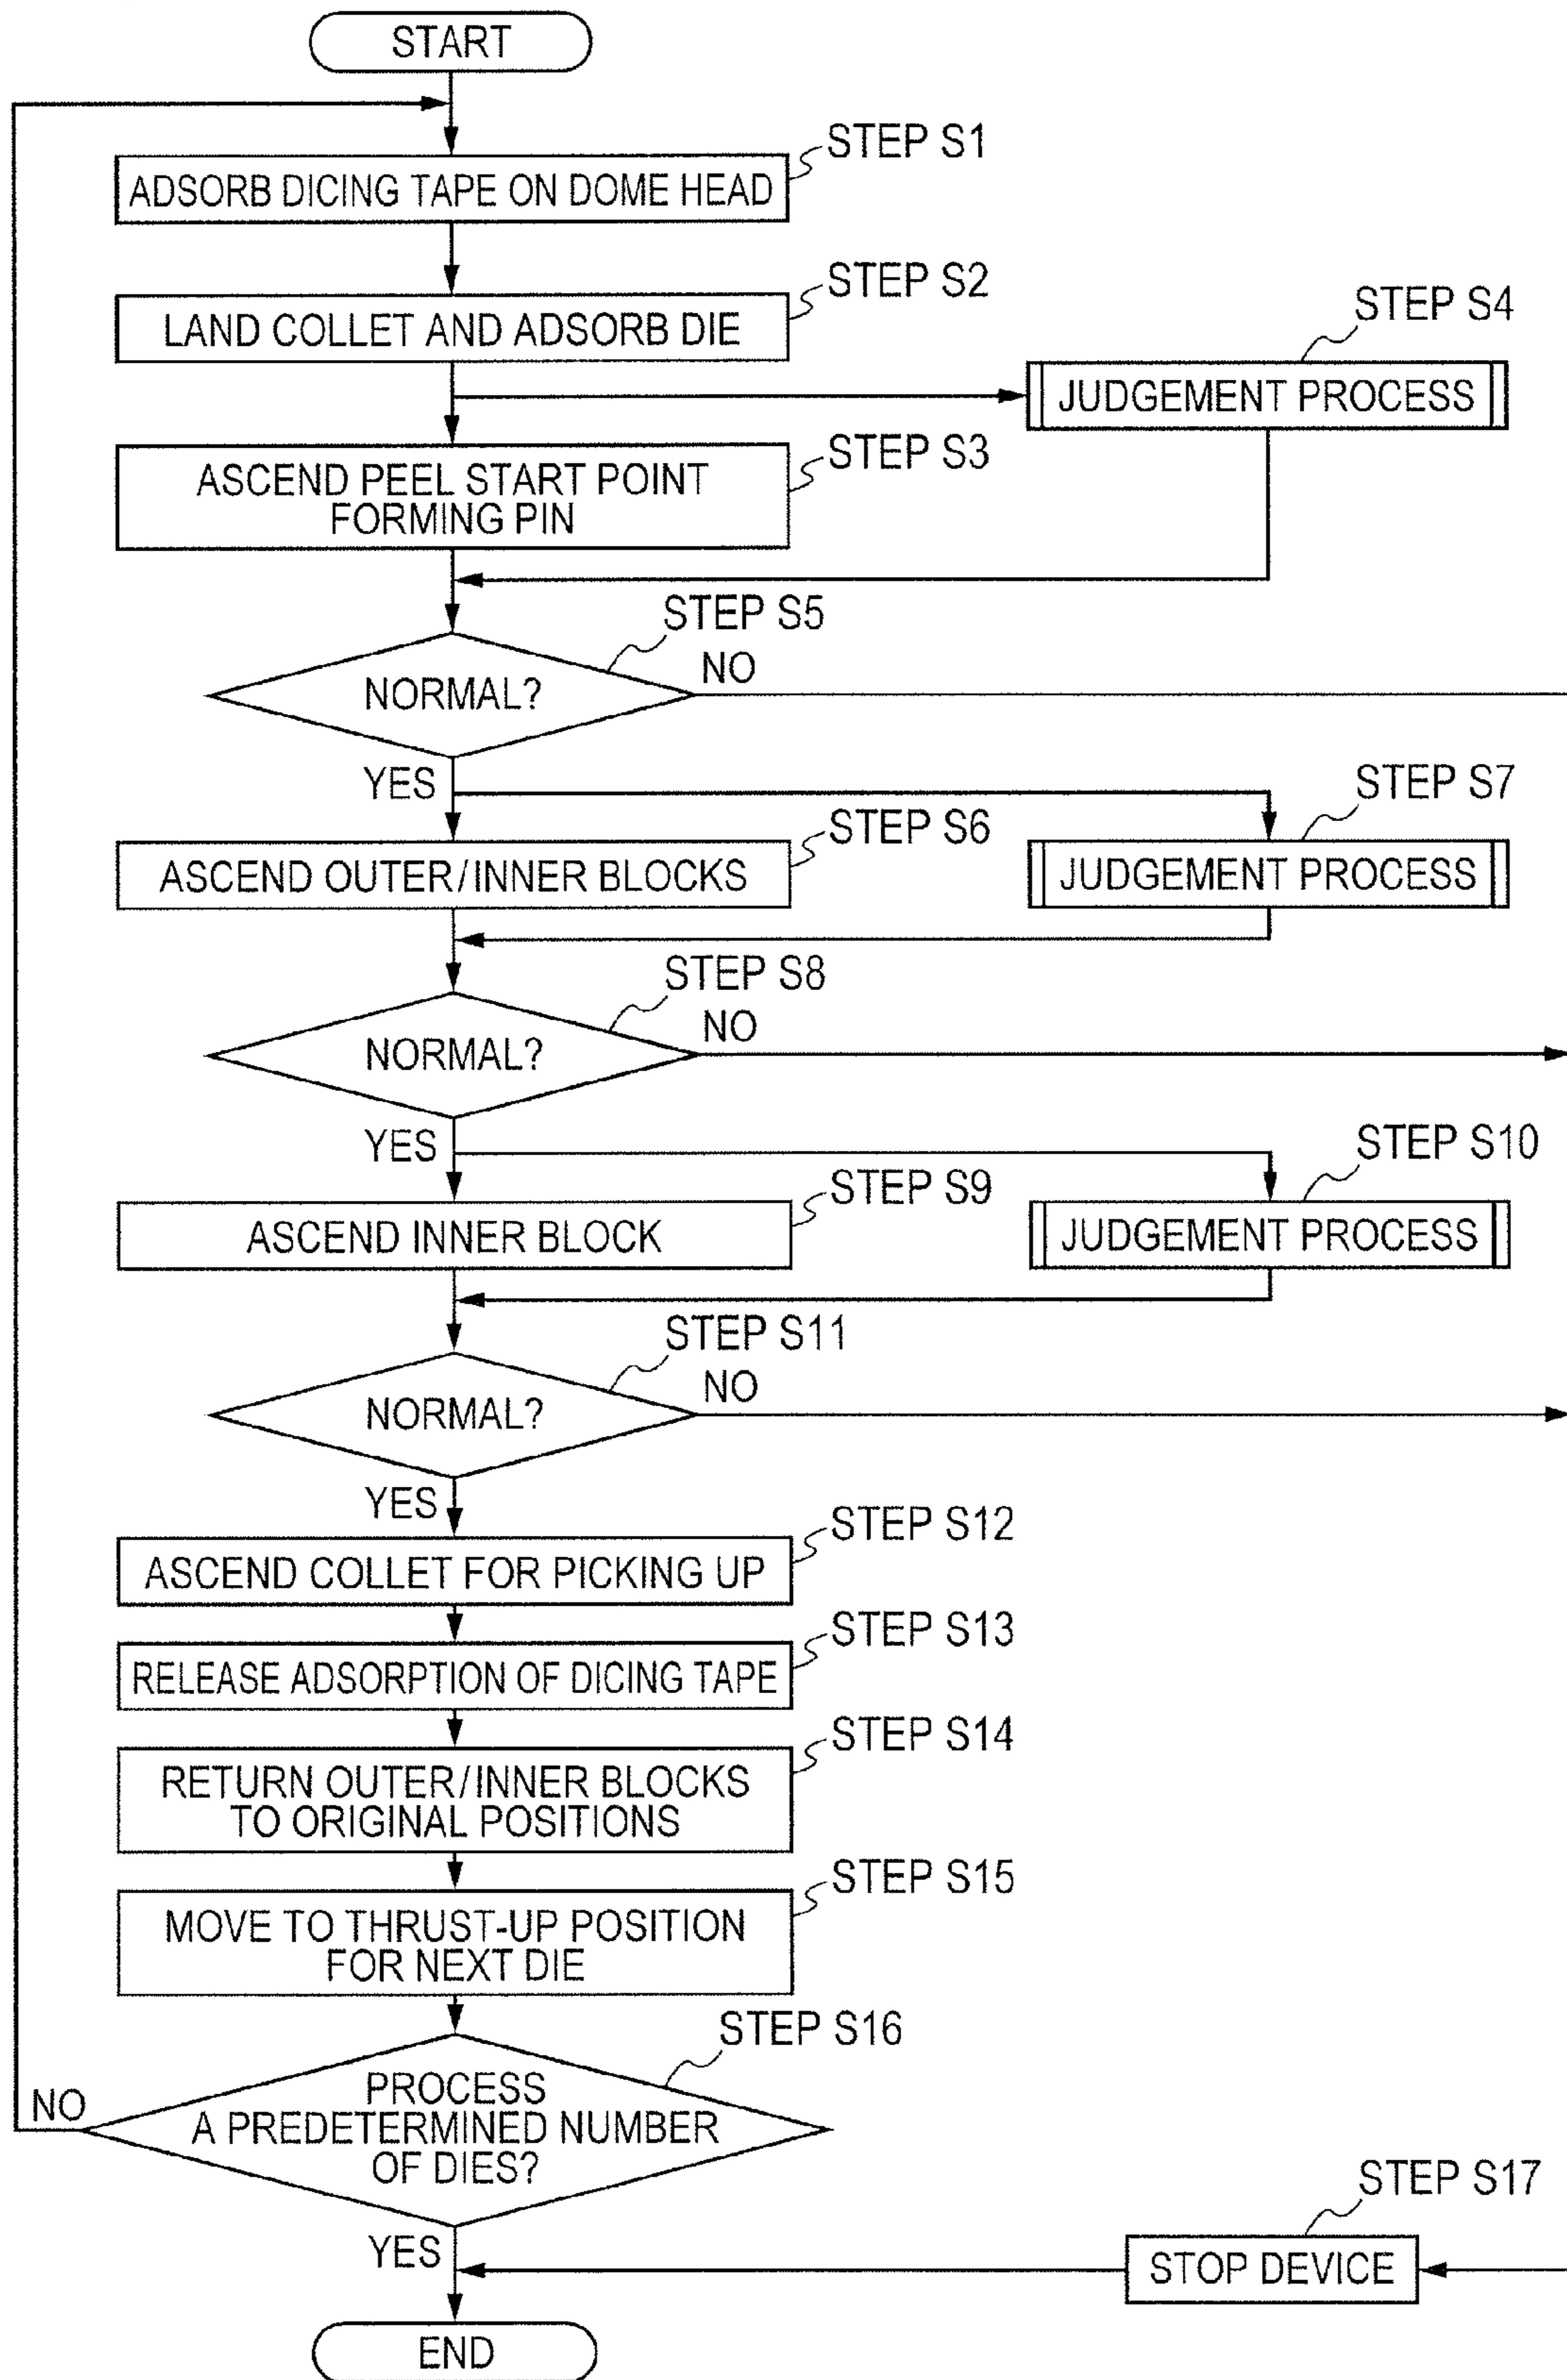 START
STEP S1
ADSORB DICING TAPE ON DOME HEAD
STEP S2
LAND COLLET AND ADSORB DIE
STEP S4
JUDGEMENT PROCESS
STEP S3
ASCEND PEEL START POINT
FORMING PIN
STEP S5
NORMAL?
NO
YES
STEP S7
STEP S6
ASCEND OUTER/INNER BLOCKS
JUDGEMENT PROCESS
STEP S8
NORMAL?
NO
YES
STEP S10
STEP S9
ASCEND INNER BLOCK
JUDGEMENT PROCESS
STEP S11
NORMAL?
NO
YES
STEP S12
ASCEND COLLET FOR PICKING UP
STEP S13
RELEASE ADSORPTION OF DICING TAPE
STEP S14
RETURN OUTER/INNER BLOCKS
TO ORIGINAL POSITIONS
STEP S15
MOVE TO THRUST-UP POSITION
FOR NEXT DIE
STEP S16
PROCESS
A PREDETERMINED NUMBER
OF DIES?
NO
YES
STEP S17
STOP DEVICE
END